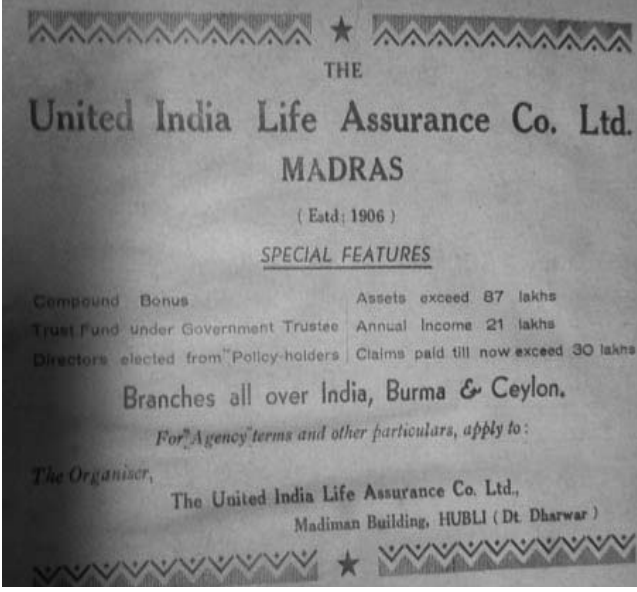 THE
United India Life Assurance Co. Ltd.
MADRAS
( Estd: 1906 )
SPECIAL FEATURES
Compound Bonus
Trust Fund under Government Trustee
Directors elected from Policy-holders
Assets exceed 87 lakhs
Annual Income 21 lakhs
Claims paid till now exceed 30 lakhs
Branches all over India, Burma & Ceylon.
For "Agency" terms and other particulars, apply to :
The Organiser,
The United India Life Assurance Co. Ltd.,
Madiman Building, HUBLI ( Dt. Dharwar )